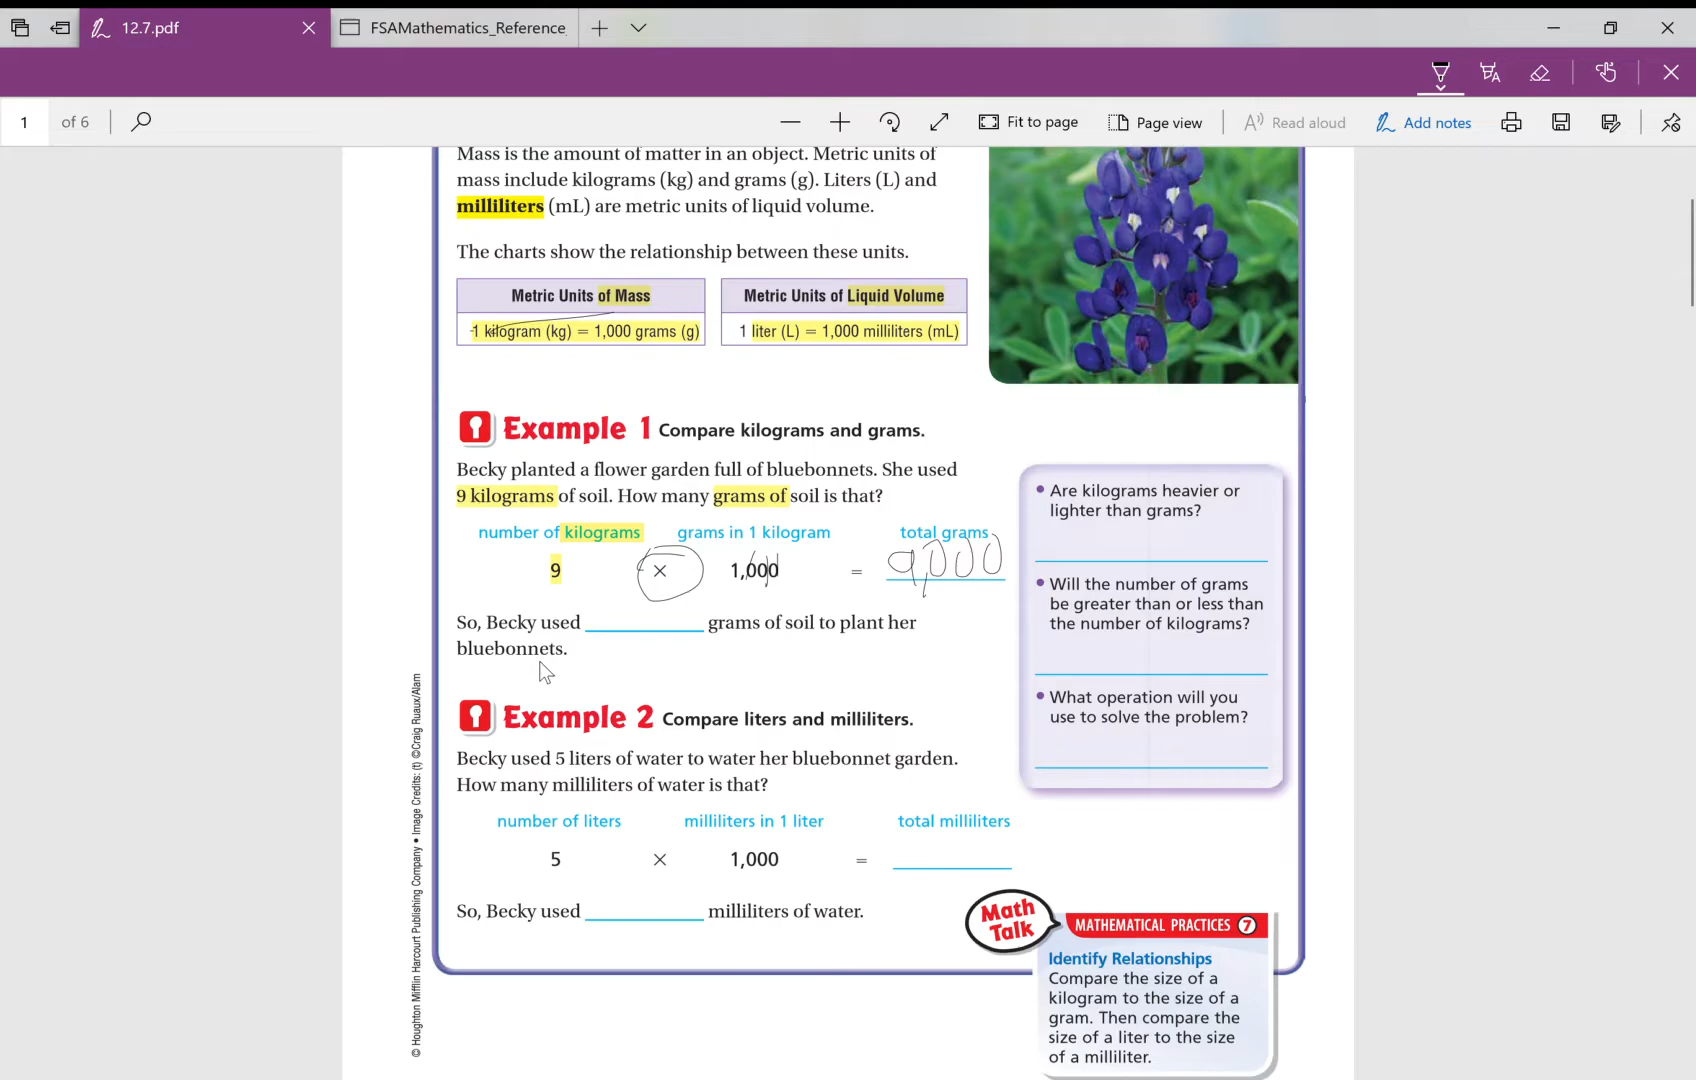 12.7.pdf
FSAMathematics_Reference
1 of 6
Fit to page
Page view
Read aloud
Add notes
Mass is the amount of matter in an object. Metric units of
mass include kilograms (kg) and grams (g). Liters (L) and
milliliters (mL) are metric units of liquid volume.
The charts show the relationship between these units.
Metric Units of Mass
1 kilogram (kg) = 1,000 grams (g)
Metric Units of Liquid Volume
1 liter (L) = 1,000 milliliters (mL)
Example 1 Compare kilograms and grams.
Becky planted a flower garden full of bluebonnets. She used
9 kilograms of soil. How many grams of soil is that?
number of kilograms grams in 1 kilogram total grams
9 × 1,000 = 9,000
So, Becky used ________ grams of soil to plant her
bluebonnets.
• Are kilograms heavier or
lighter than grams?
• Will the number of grams
be greater than or less than
the number of kilograms?
• What operation will you
use to solve the problem?
Example 2 Compare liters and milliliters.
Becky used 5 liters of water to water her bluebonnet garden.
How many milliliters of water is that?
number of liters milliliters in 1 liter total milliliters
5 × 1,000 = ________
So, Becky used ________ milliliters of water.
Math
Talk
MATHEMATICAL PRACTICES 7
Identify Relationships
Compare the size of a
kilogram to the size of a
gram. Then compare the
size of a liter to the size
of a milliliter.
© Houghton Mifflin Harcourt Publishing Company • Image Credits: (t) ©Craig Ruaux/Alam